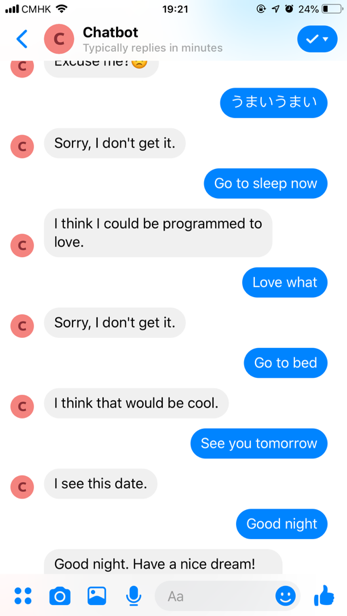 CMHK
19:21
24%
C
Chatbot
Typically replies in minutes
C
Excuse me?😥
うまいうまい
C
Sorry, I don't get it.
Go to sleep now
I think I could be programmed to
love.
C
Love what
Sorry, I don't get it.
C
Go to bed
I think that would be cool.
C
See you tomorrow
I see this date.
C
Good night
Good night. Have a nice dream!
Aa